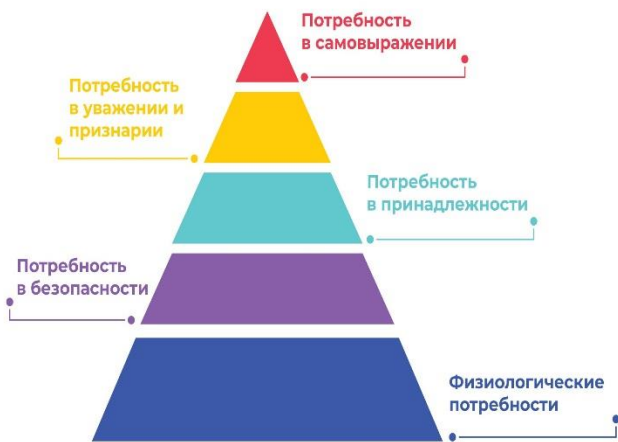 Потребность
в самовыражении
Потребность
в уважении и
признарии
Потребность
в принадлежности
Потребность
в безопасности
Физиологические
потребности